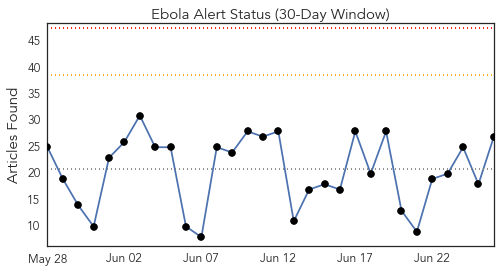 Ebola Alert Status (30-Day Window)
Articles Found
45
40
35
30
25
20
15
10
May 28
Jun 02
Jun 07
Jun 12
Jun 17
Jun 22